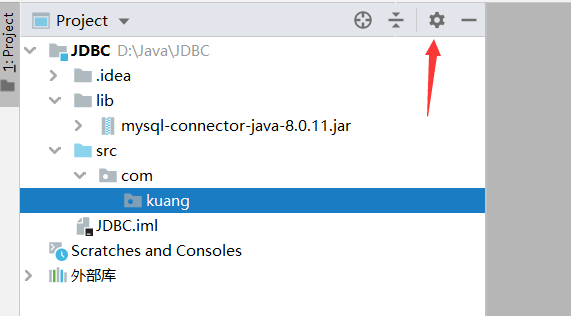 1: Project
Project
JDBC D:\Java\JDBC
.idea
lib
mysql-connector-java-8.0.11.jar
src
com
kuang
JDBC.iml
Scratches and Consoles
外部库